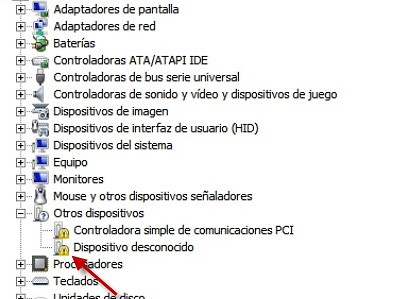 Adaptadores de pantalla
Adaptadores de red
Baterías
Controladoras ATA/ATAPI IDE
Controladoras de bus serie universal
Controladoras de sonido y vídeo y dispositivos de juego
Dispositivos de imagen
Dispositivos de interfaz de usuario (HID)
Dispositivos del sistema
Equipo
Monitores
Mouse y otros dispositivos señaladores
Otros dispositivos
Controladora simple de comunicaciones PCI
Dispositivo desconocido
Procesadores
Teclados
Unidades de disco